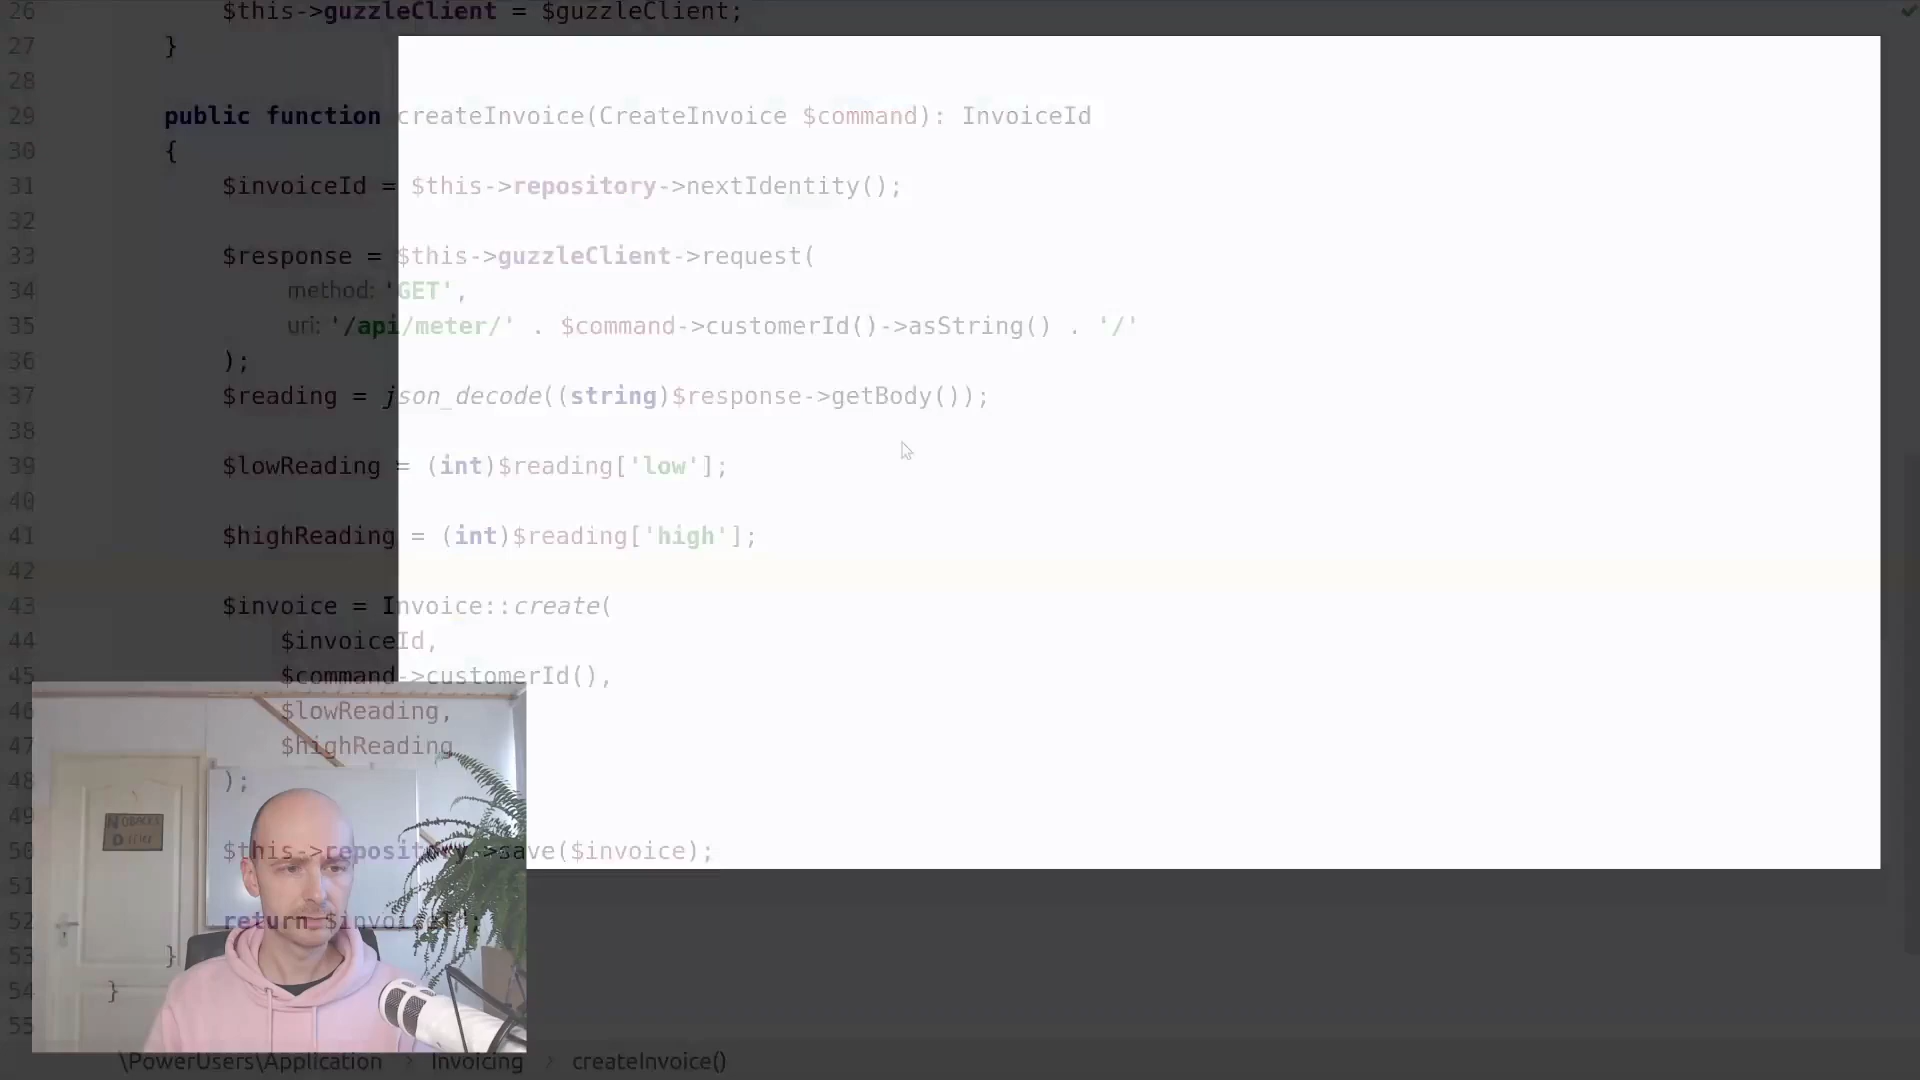 26 $this->guzzleClient = $guzzleClient;
27 }
28
29 public function createInvoice(CreateInvoice $command): InvoiceId
30 {
31 $invoiceId = $this->repository->nextIdentity();
32
33 $response = $this->guzzleClient->request(
34 method: 'GET',
35 uri: '/api/meter/' . $command->customerId()->asString() . '/'
36 );
37 $reading = json_decode((string)$response->getBody());
38
39 $lowReading = (int)$reading['low'];
40
41 $highReading = (int)$reading['high'];
42
43 $invoice = Invoice::create(
44 $invoiceId,
45 $command->customerId(),
46 $lowReading,
47 $highReading
48 );
49
50 $this->repository->save($invoice);
51
52 return $invoiceId;
53 }
54 }
55
\PowerUsers\Application › Invoicing › createInvoice()